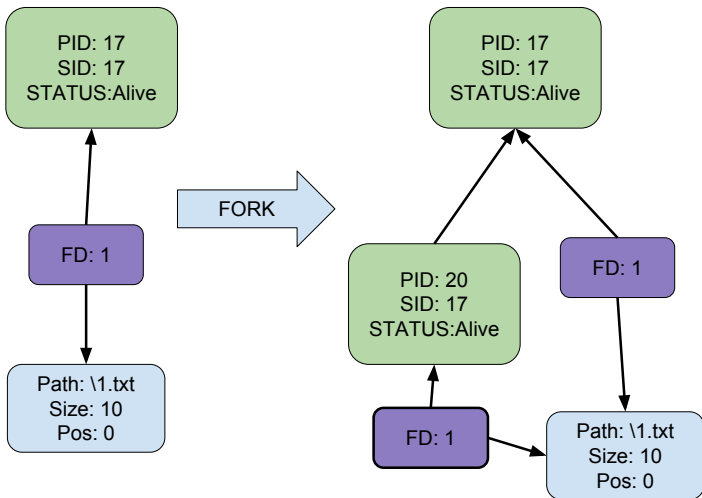 PID: 17
SID: 17
STATUS:Alive
FD: 1
Path: \1.txt
Size: 10
Pos: 0
FORK
PID: 17
SID: 17
STATUS:Alive
PID: 20
SID: 17
STATUS:Alive
FD: 1
FD: 1
Path: \1.txt
Size: 10
Pos: 0